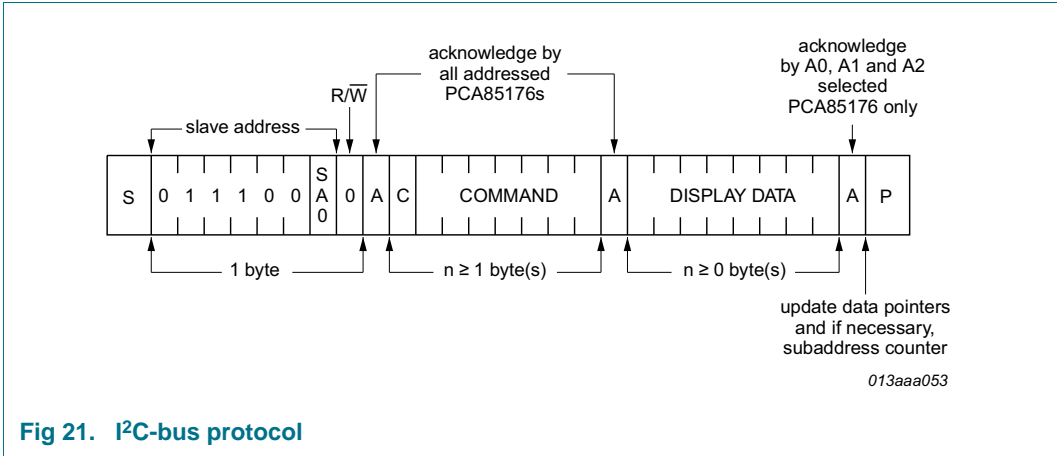 acknowledge by
all addressed
PCA85176s
acknowledge
by A0, A1 and A2
selected
PCA85176 only
R/W̅
slave address
S 0 1 1 1 0 0 S A 0 0 A C COMMAND A DISPLAY DATA A P
1 byte
n ≥ 1 byte(s)
n ≥ 0 byte(s)
update data pointers
and if necessary,
subaddress counter
013aaa053
Fig 21. I²C-bus protocol